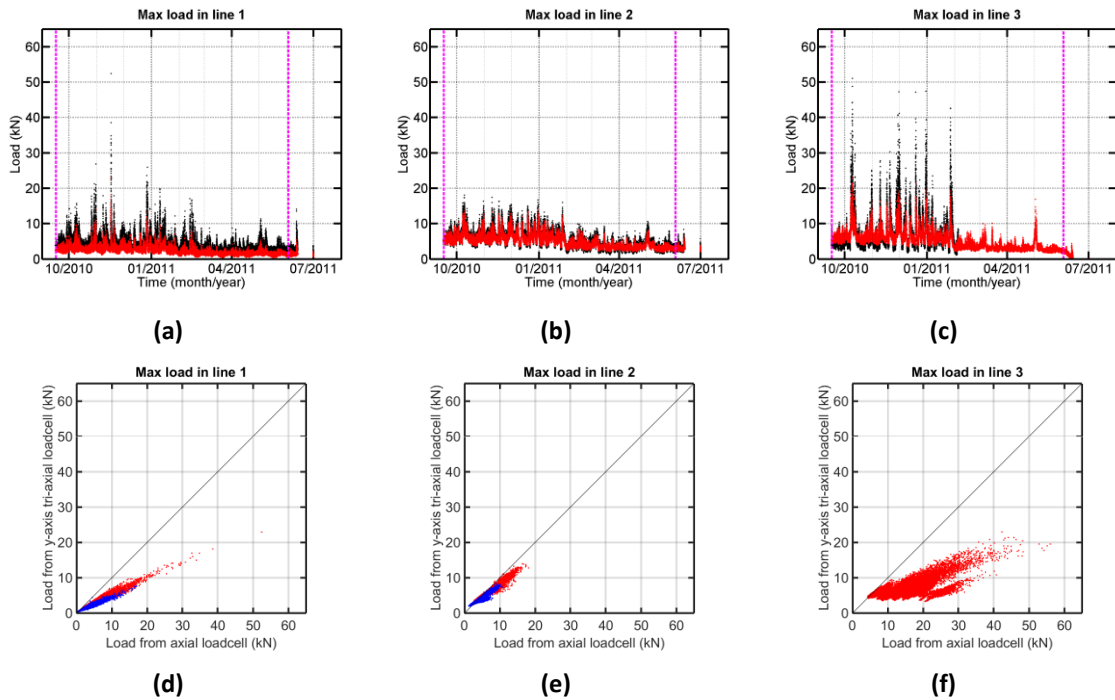 Max load in line 1
Max load in line 2
Max load in line 3
Load (kN)
60
50
40
30
20
10
0
10/2010 01/2011 04/2011 07/2011
Time (month/year)
Load (kN)
60
50
40
30
20
10
0
10/2010 01/2011 04/2011 07/2011
Time (month/year)
Load (kN)
60
50
40
30
20
10
0
10/2010 01/2011 04/2011 07/2011
Time (month/year)
(a)
(b)
(c)
Max load in line 1
Max load in line 2
Max load in line 3
Load from y-axis tri-axial loadcell (kN)
60
50
40
30
20
10
0
0 10 20 30 40 50 60
Load from axial loadcell (kN)
Load from y-axis tri-axial loadcell (kN)
60
50
40
30
20
10
0
0 10 20 30 40 50 60
Load from axial loadcell (kN)
Load from y-axis tri-axial loadcell (kN)
60
50
40
30
20
10
0
0 10 20 30 40 50 60
Load from axial loadcell (kN)
(d)
(e)
(f)